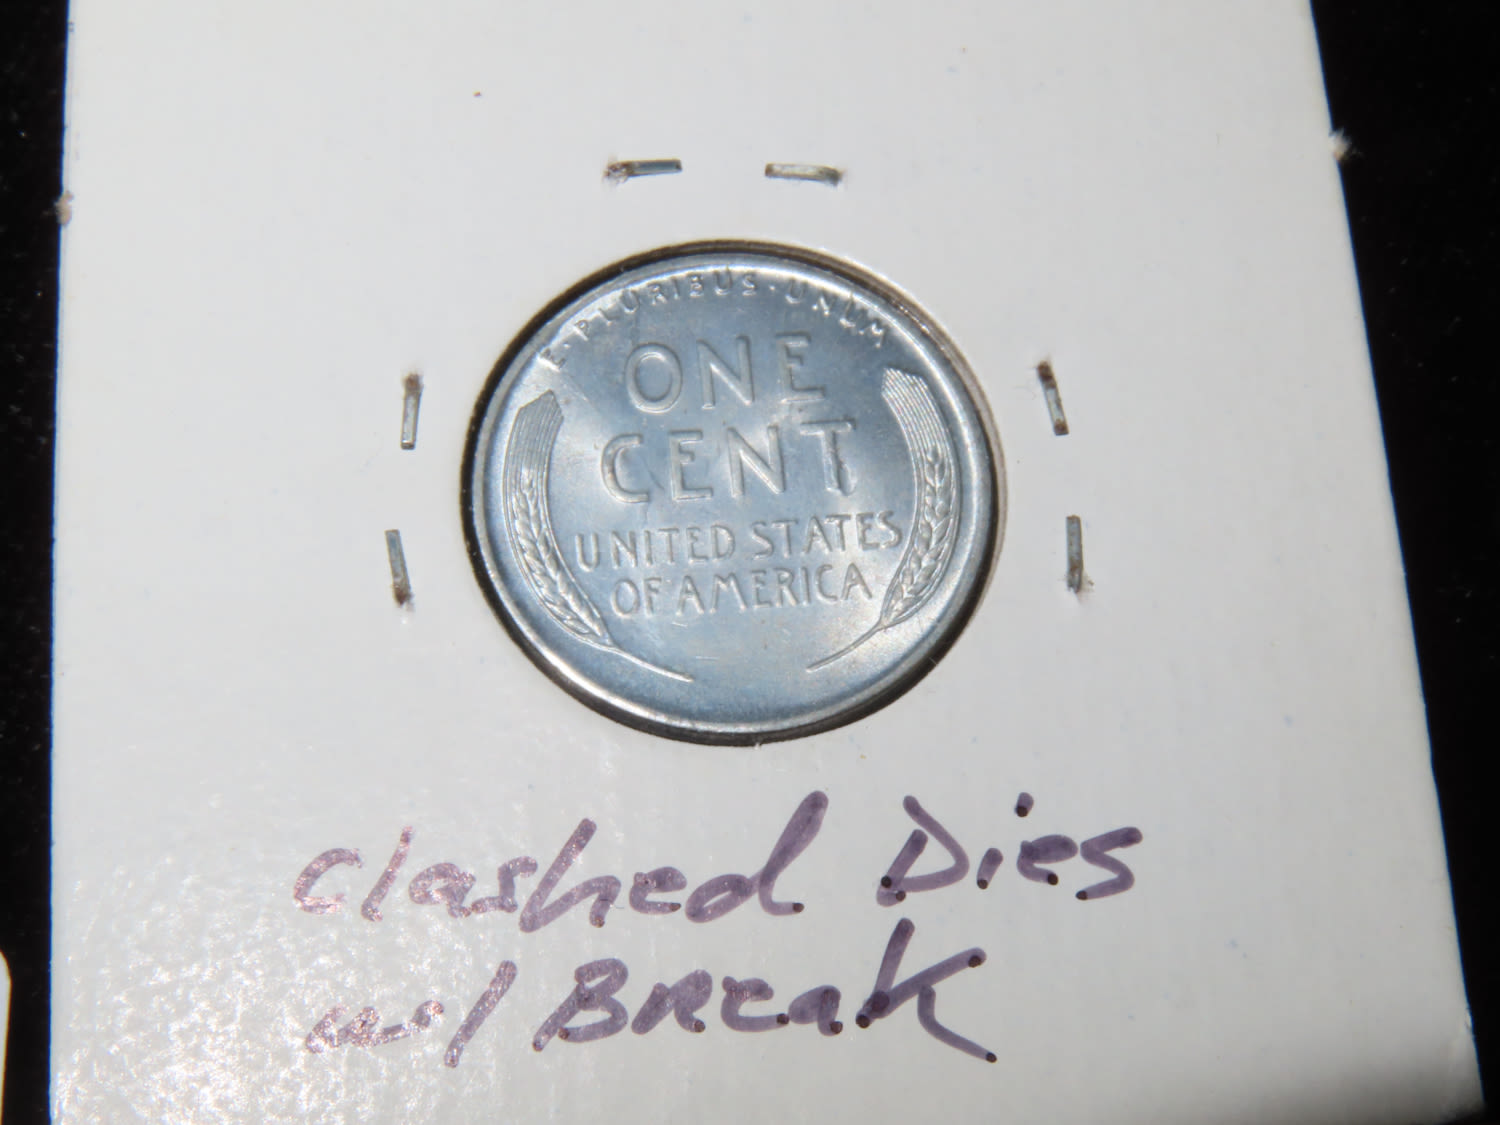 E · PLURIBUS · UNUM
ONE
CENT
UNITED STATES
OF AMERICA
Clashed Dies
w/ Break